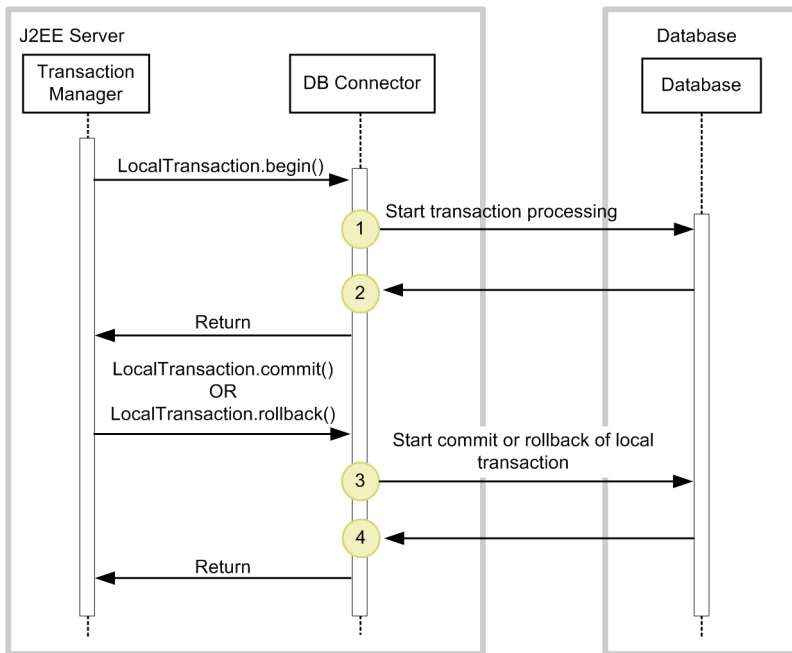 J2EE Server
Database
Transaction
Manager
DB Connector
Database
LocalTransaction.begin()
Start transaction processing
1
2
Return
LocalTransaction.commit()
OR
LocalTransaction.rollback()
Start commit or rollback of local
transaction
3
4
Return